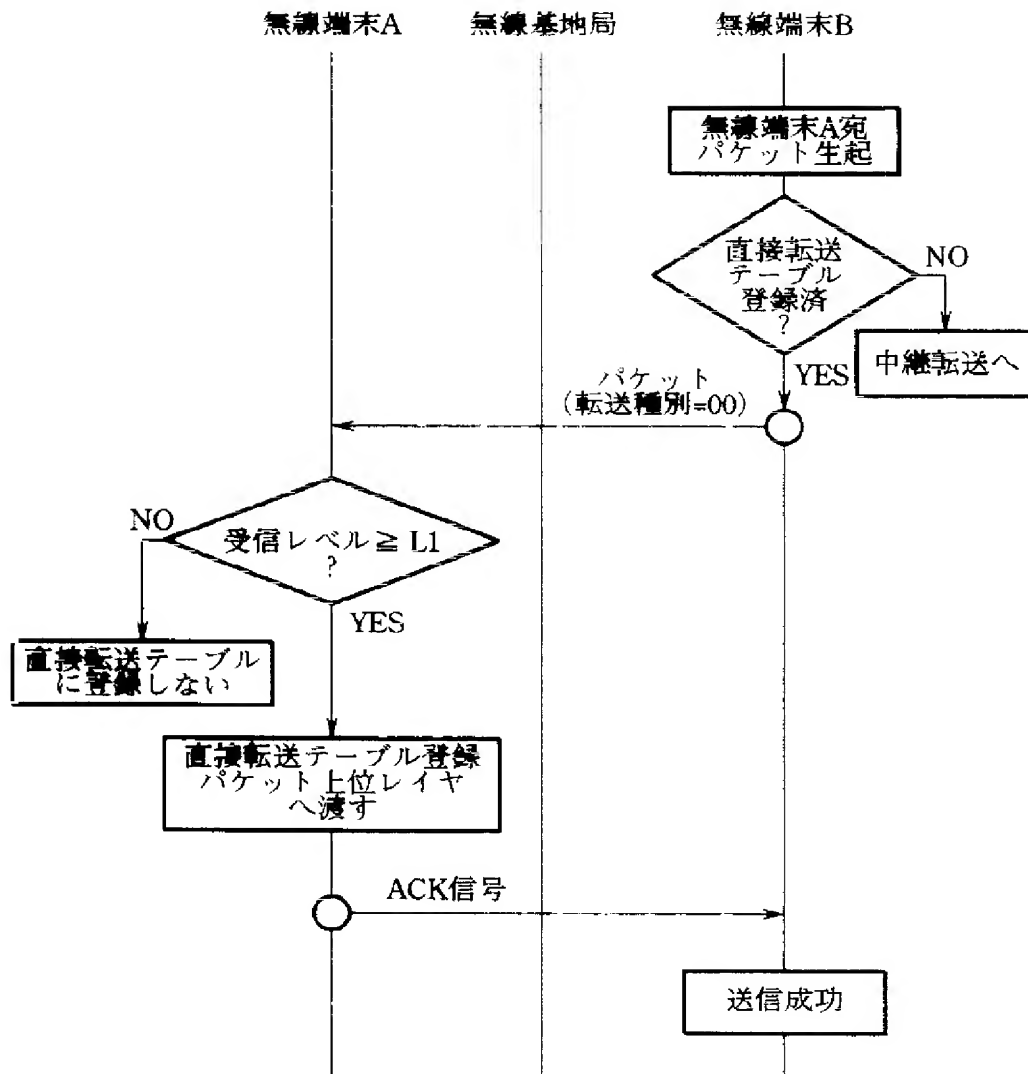 無線端末A 無線基地局 無線端末B
無線端末A宛
パケット生起
直接転送
テーブル
登録済
?
NO
中継転送へ
YES
パケット
(転送種別=00)
受信レベル≧L1
?
NO
YES
直接転送テーブル
に登録しない
直接転送テーブル登録
パケット上位レイヤ
へ渡す
ACK信号
送信成功